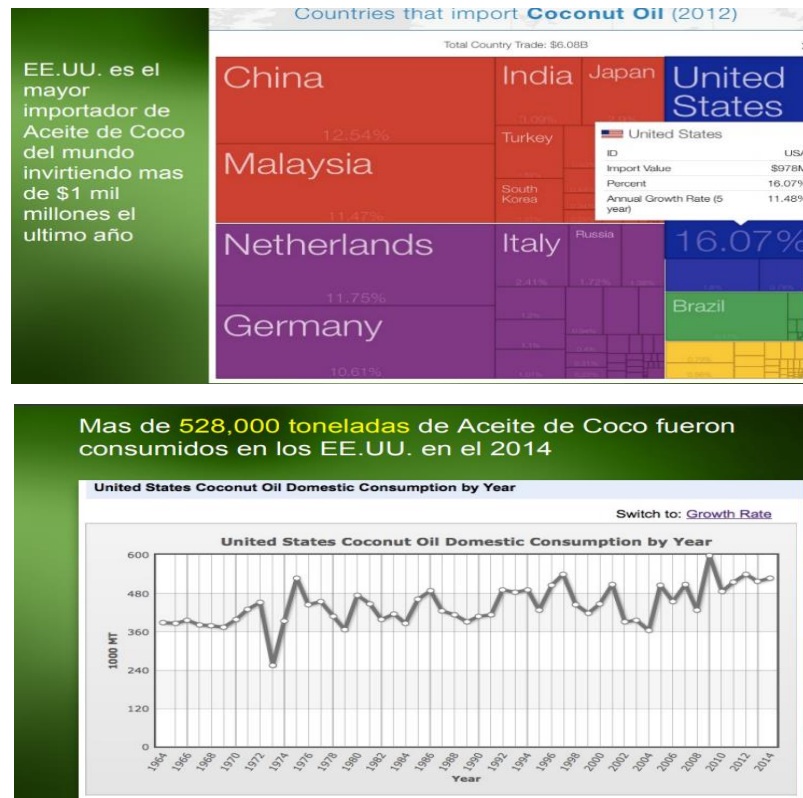 Countries that import Coconut Oil (2012)
Total Country Trade: $6.08B
EE.UU. es el
mayor
importador de
Aceite de Coco
del mundo
invirtiendo mas
de $1 mil
millones el
ultimo año
China
12.54%
Malaysia
11.47%
India
3.09%
Japan
Turkey
South
Korea
United
States
United States
ID USA
Import Value $978M
Percent 16.07%
Annual Growth Rate (5
year) 11.48%
16.07%
Netherlands
11.75%
Germany
10.61%
Italy
2.41%
Russia
1.72%
Brazil
Mas de 528,000 toneladas de Aceite de Coco fueron
consumidos en los EE.UU. en el 2014
United States Coconut Oil Domestic Consumption by Year
Switch to: Growth Rate
United States Coconut Oil Domestic Consumption by Year
600
480
360
240
120
0
1000 MT
1964 1966 1968 1970 1972 1974 1976 1978 1980 1982 1984 1986 1988 1990 1992 1994 1996 1998 2000 2002 2004 2006 2008 2010 2012 2014
Year